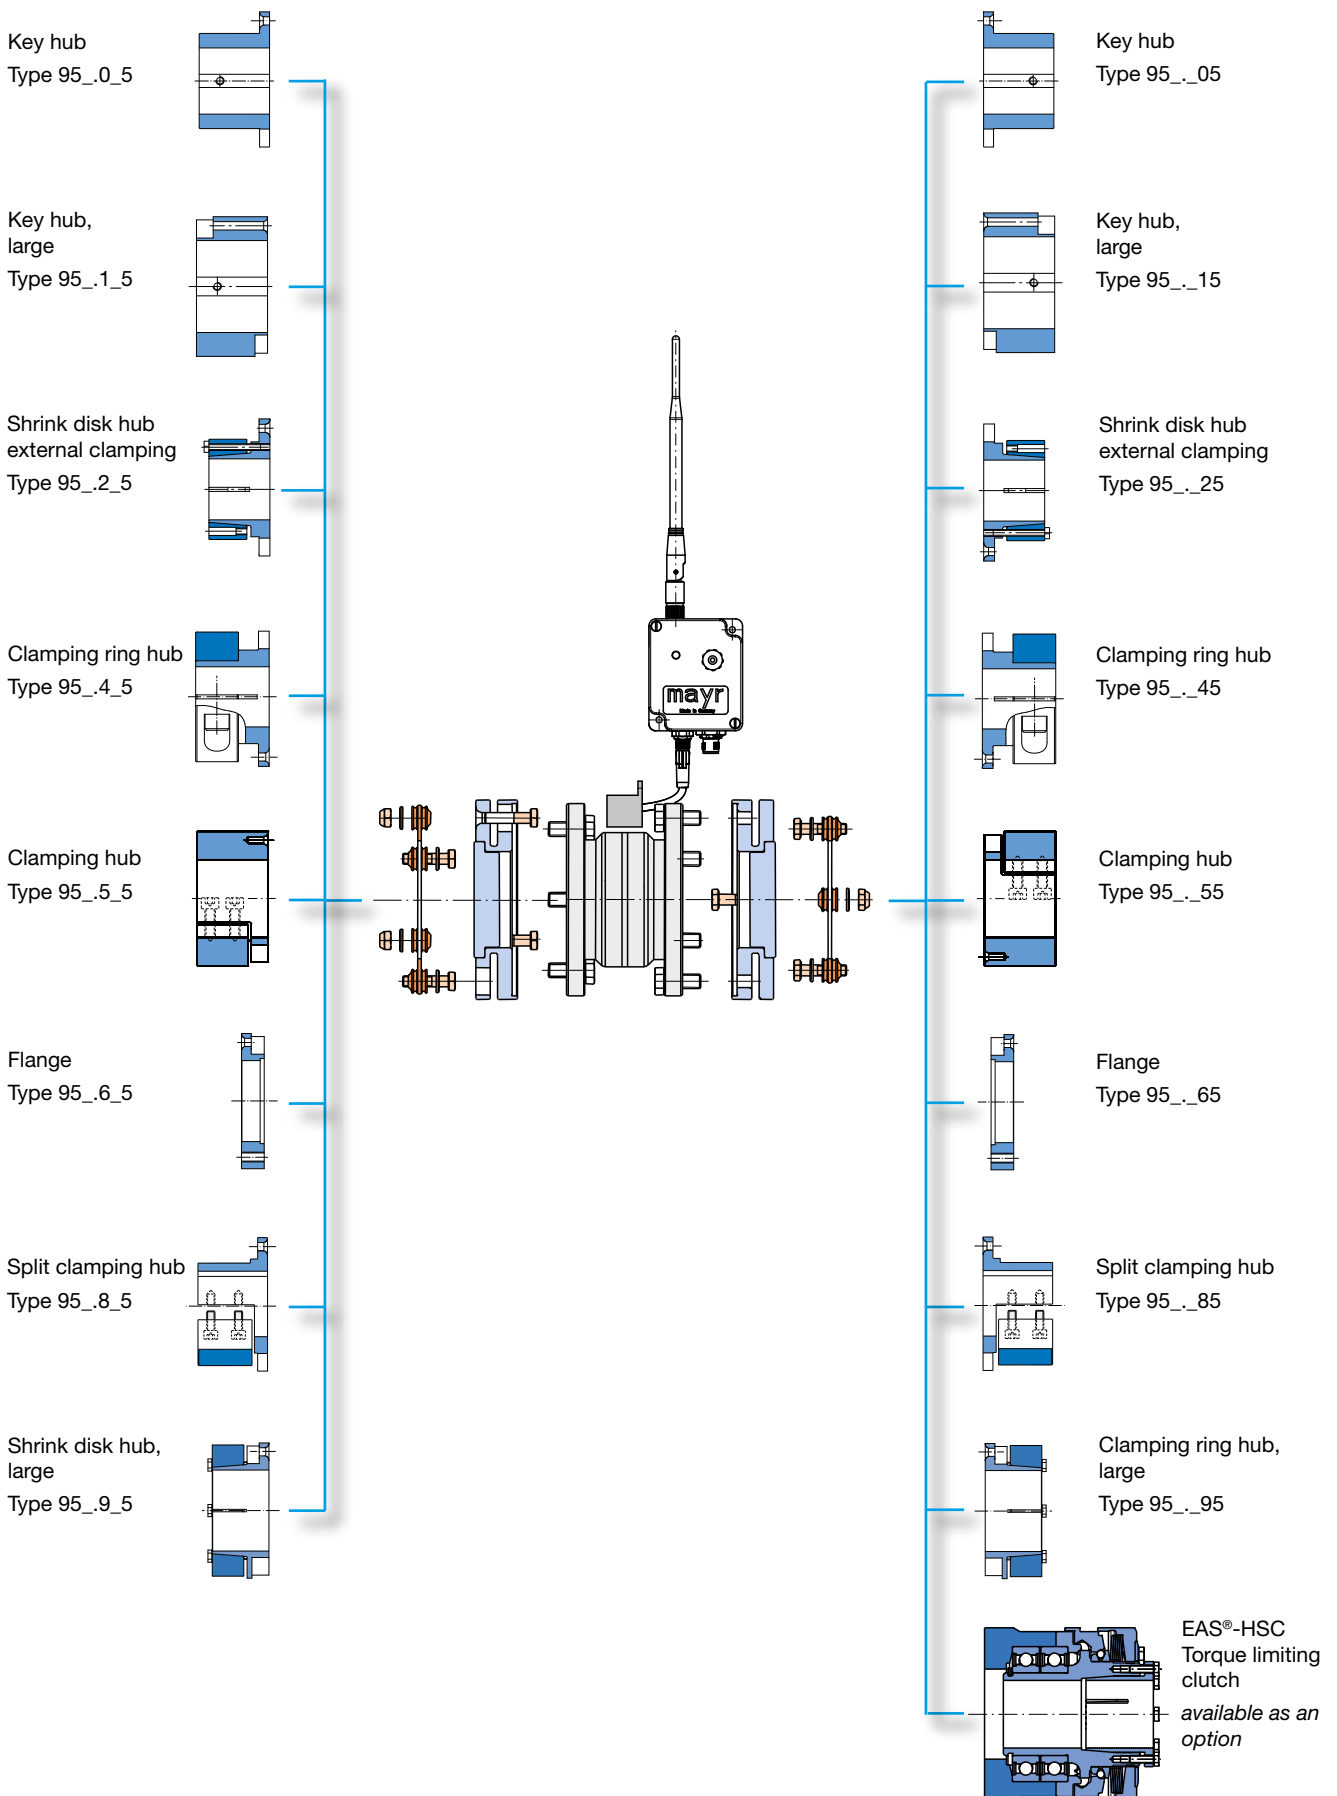 Key hub
Type 95_.0_5
Key hub,
large
Type 95_.1_5
Shrink disk hub
external clamping
Type 95_.2_5
Clamping ring hub
Type 95_.4_5
Clamping hub
Type 95_.5_5
Flange
Type 95_.6_5
Split clamping hub
Type 95_.8_5
Shrink disk hub,
large
Type 95_.9_5
mayr
Made in Germany
Key hub
Type 95_._05
Key hub,
large
Type 95_._15
Shrink disk hub
external clamping
Type 95_._25
Clamping ring hub
Type 95_._45
Clamping hub
Type 95_._55
Flange
Type 95_._65
Split clamping hub
Type 95_._85
Clamping ring hub,
large
Type 95_._95
EAS®-HSC
Torque limiting
clutch
available as an
option